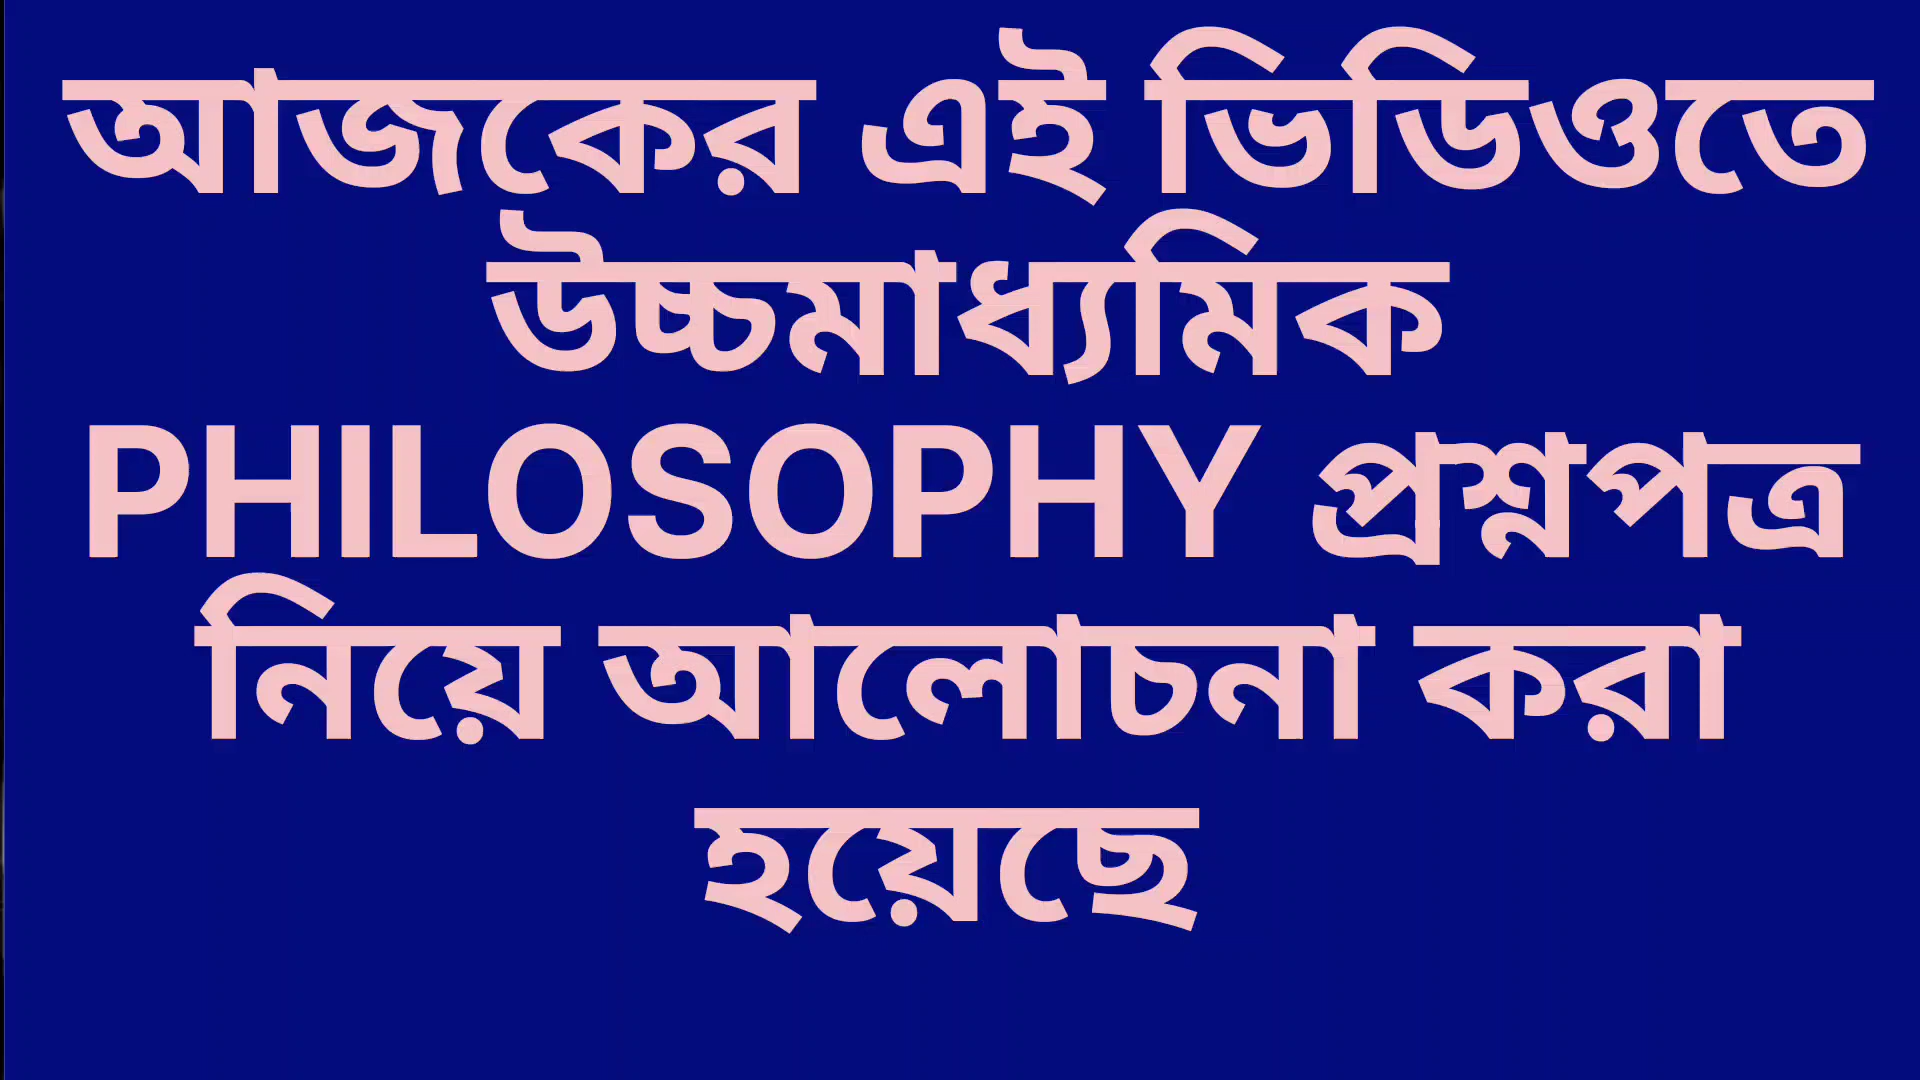 আজকের এই ভিডিওতে
উচ্চমাধ্যমিক
PHILOSOPHY প্রশ্নপত্র
নিয়ে আলোচনা করা
হয়েছে